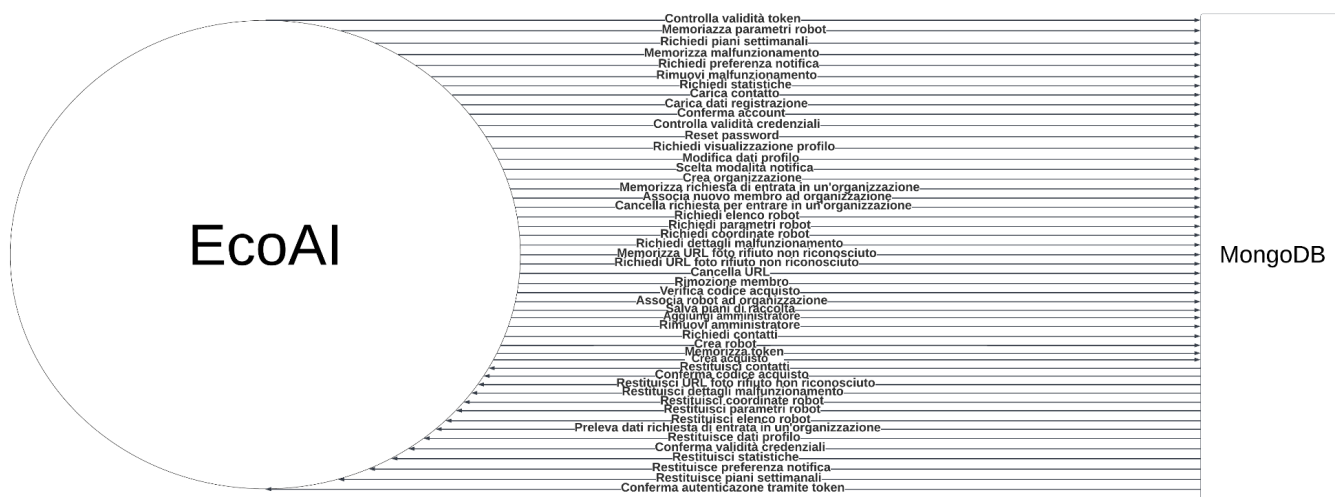 Controlla validità token
Memoriazza parametri robot
Richiedi piani settimanali
Memorizza malfunzionamento
Richiedi preferenza notifica
Rimuovi malfunzionamento
Richiedi statistiche
Carica contatto
Carica dati registrazione
Conferma account
Controlla validità credenziali
Reset password
Richiedi visualizzazione profilo
Modifica dati profilo
Scelta modalità notifica
Crea organizzazione
Memorizza richiesta di entrata in un'organizzazione
Associa nuovo membro ad organizzazione
Cancella richiesta per entrare in un'organizzazione
Richiedi elenco robot
Richiedi parametri robot
Richiedi coordinate robot
Richiedi dettagli malfunzionamento
EcoAI
Memorizza URL foto rifiuto non riconosciuto
MongoDB
Richiedi URL foto rifiuto non riconosciuto
Cancella URL
Rimozione membro
Verifica codice acquisto
Associa robot ad organizzazione
Salva piani di raccolta
Aggiungi amministratore
Rimuovi amministratore
Richiedi contatti
Crea robot
Memorizza token
Crea acquisto
Restituisci contatti
Conferma codice acquisto
Restituisci URL foto rifiuto non riconosciuto
Restituisci dettagli malfunzionamento
Restituisci coordinate robot
Restituisci parametri robot
Restituisci elenco robot
Preleva dati richiesta di entrata in un'organizzazione
Restituisce dati profilo
Conferma validità credenziali
Restituisci statistiche
Restituisce preferenza notifica
Restituisce piani settimanali
Conferma autenticazone tramite token